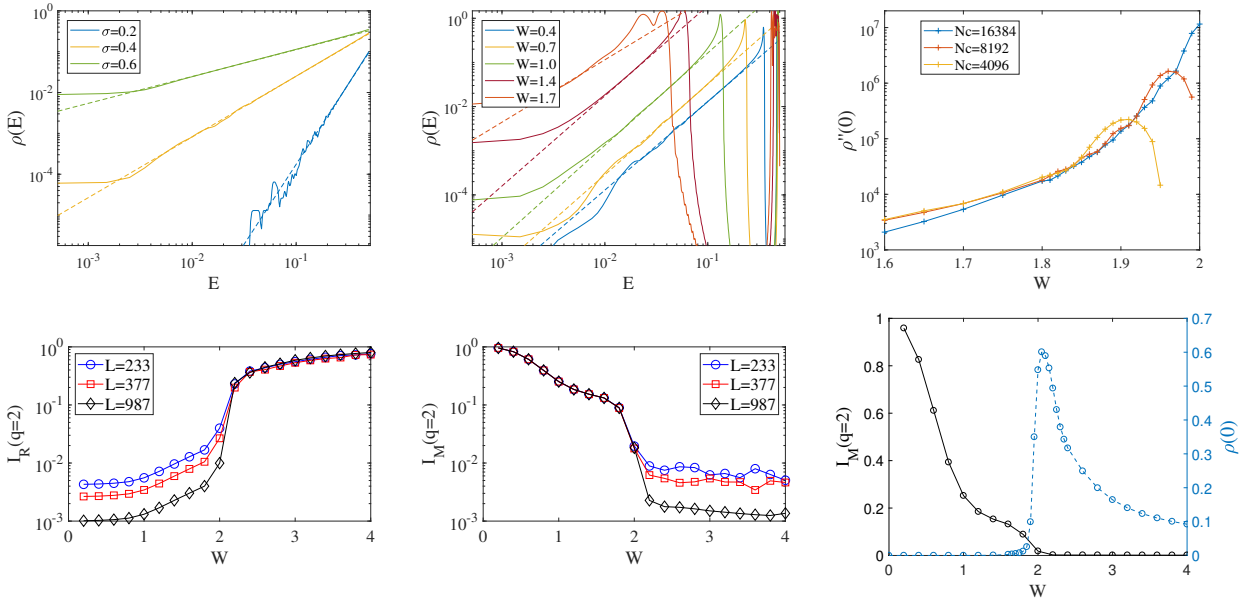 σ=0.2
σ=0.4
σ=0.6
10^0
10^-2
10^-4
ρ(E)
10^-3
10^-2
10^-1
E
W=0.4
W=0.7
W=1.0
W=1.4
W=1.7
10^0
10^-2
10^-4
ρ(E)
10^-3
10^-2
10^-1
E
Nc=16384
Nc=8192
Nc=4096
10^7
10^6
10^5
10^4
10^3
ρ''(0)
1.6
1.7
1.8
1.9
2
W
L=233
L=377
L=987
10^0
10^-1
10^-2
10^-3
I_R(q=2)
0
1
2
3
4
W
L=233
L=377
L=987
10^0
10^-1
10^-2
10^-3
I_M(q=2)
0
1
2
3
4
W
1
0.8
0.6
0.4
0.2
0
I_M(q=2)
0.7
0.6
0.5
0.4
0.3
0.2
0.1
0
ρ(0)
0
1
2
3
4
W